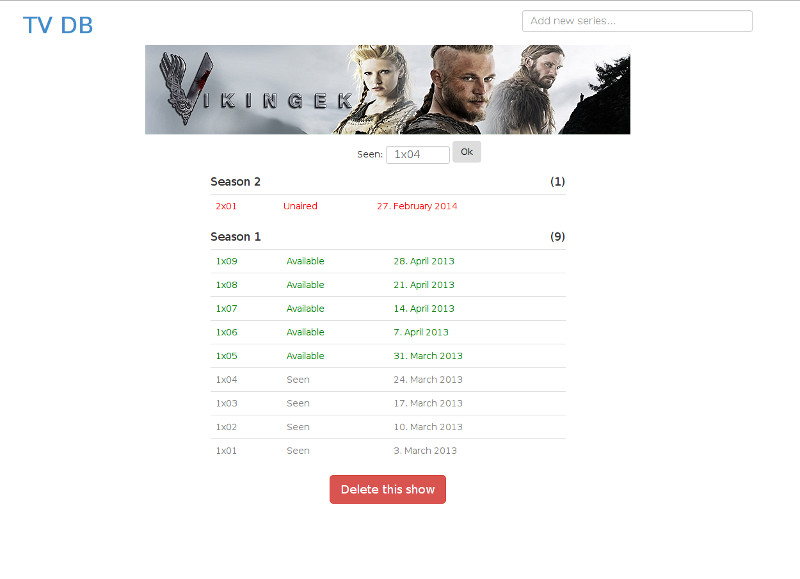 TV DB
Add new series...
VIKINGEK
Seen: 1x04 Ok
Season 2 (1)
2x01 Unaired 27. February 2014
Season 1 (9)
1x09 Available 28. April 2013
1x08 Available 21. April 2013
1x07 Available 14. April 2013
1x06 Available 7. April 2013
1x05 Available 31. March 2013
1x04 Seen 24. March 2013
1x03 Seen 17. March 2013
1x02 Seen 10. March 2013
1x01 Seen 3. March 2013
Delete this show